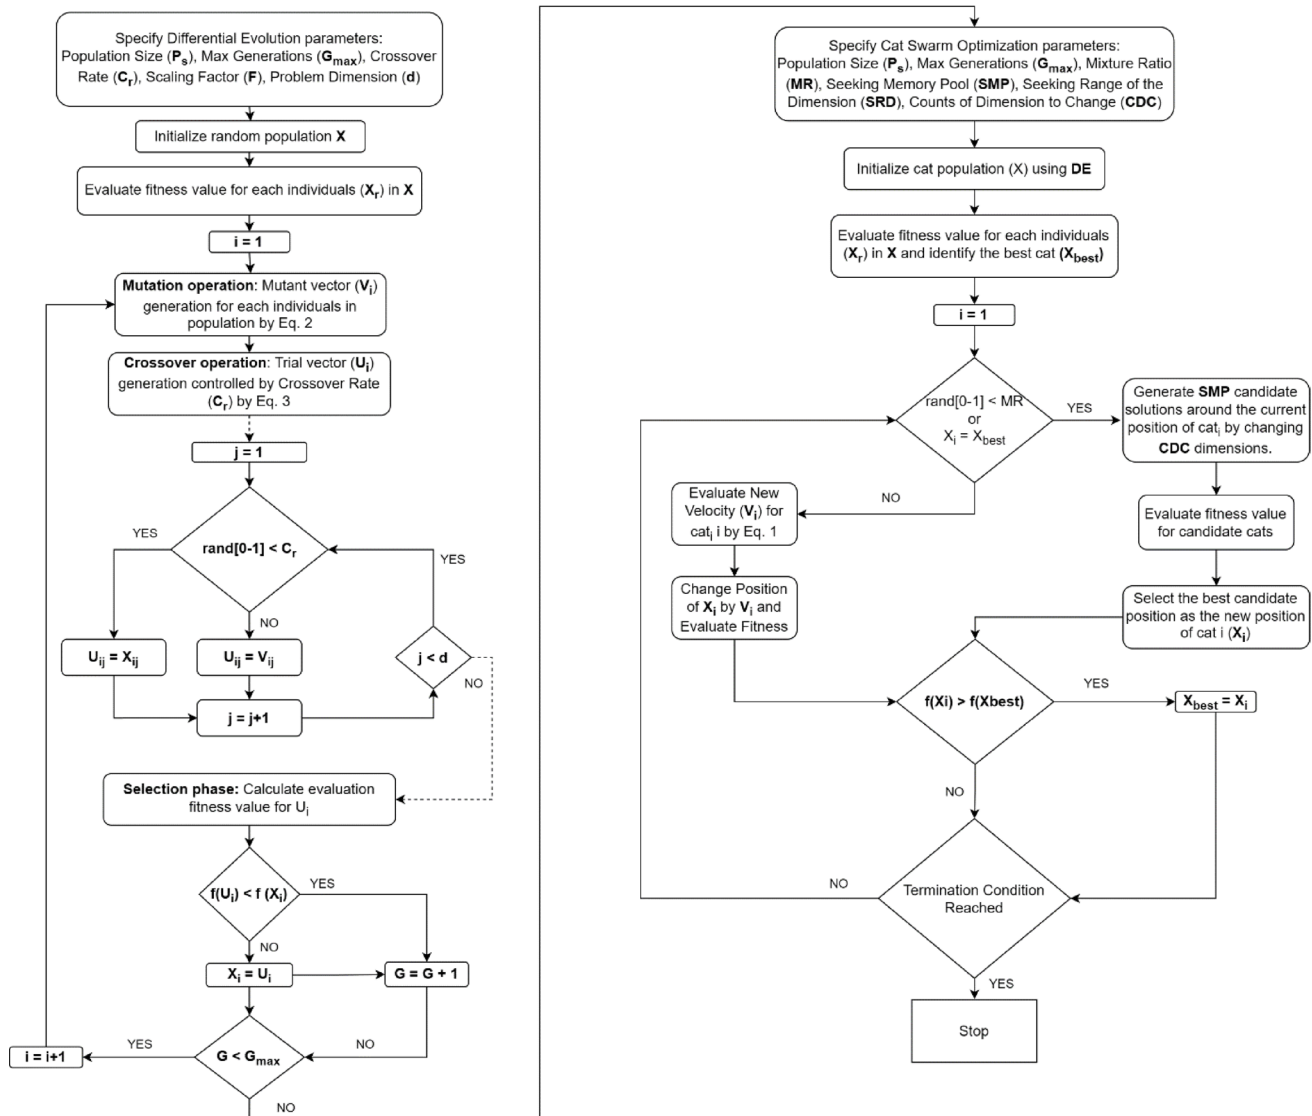 Specify Differential Evolution parameters:
Population Size (Ps), Max Generations (Gmax), Crossover
Rate (Cr), Scaling Factor (F), Problem Dimension (d)
Initialize random population X
Evaluate fitness value for each individuals (Xr) in X
i = 1
Mutation operation: Mutant vector (Vi)
generation for each individuals in
population by Eq. 2
Crossover operation: Trial vector (Ui)
generation controlled by Crossover Rate
(Cr) by Eq. 3
j = 1
rand[0-1] < Cr
YES
NO
YES
Uij = Xij
Uij = Vij
j < d
NO
j = j+1
Selection phase: Calculate evaluation
fitness value for Ui
f(Ui) < f (Xi)
YES
NO
Xi = Ui
G = G + 1
G < Gmax
YES
NO
i = i+1
NO
Specify Cat Swarm Optimization parameters:
Population Size (Ps), Max Generations (Gmax), Mixture Ratio
(MR), Seeking Memory Pool (SMP), Seeking Range of the
Dimension (SRD), Counts of Dimension to Change (CDC)
Initialize cat population (X) using DE
Evaluate fitness value for each individuals
(Xr) in X and identify the best cat (Xbest)
i = 1
rand[0-1] < MR
or
Xi = Xbest
YES
NO
Generate SMP candidate
solutions around the current
position of cati by changing
CDC dimensions.
Evaluate fitness value
for candidate cats
Select the best candidate
position as the new position
of cat i (Xi)
Evaluate New
Velocity (Vi) for
cati i by Eq. 1
Change Position
of Xi by Vi and
Evaluate Fitness
f(Xi) > f(Xbest)
YES
Xbest = Xi
NO
Termination Condition
Reached
NO
YES
Stop